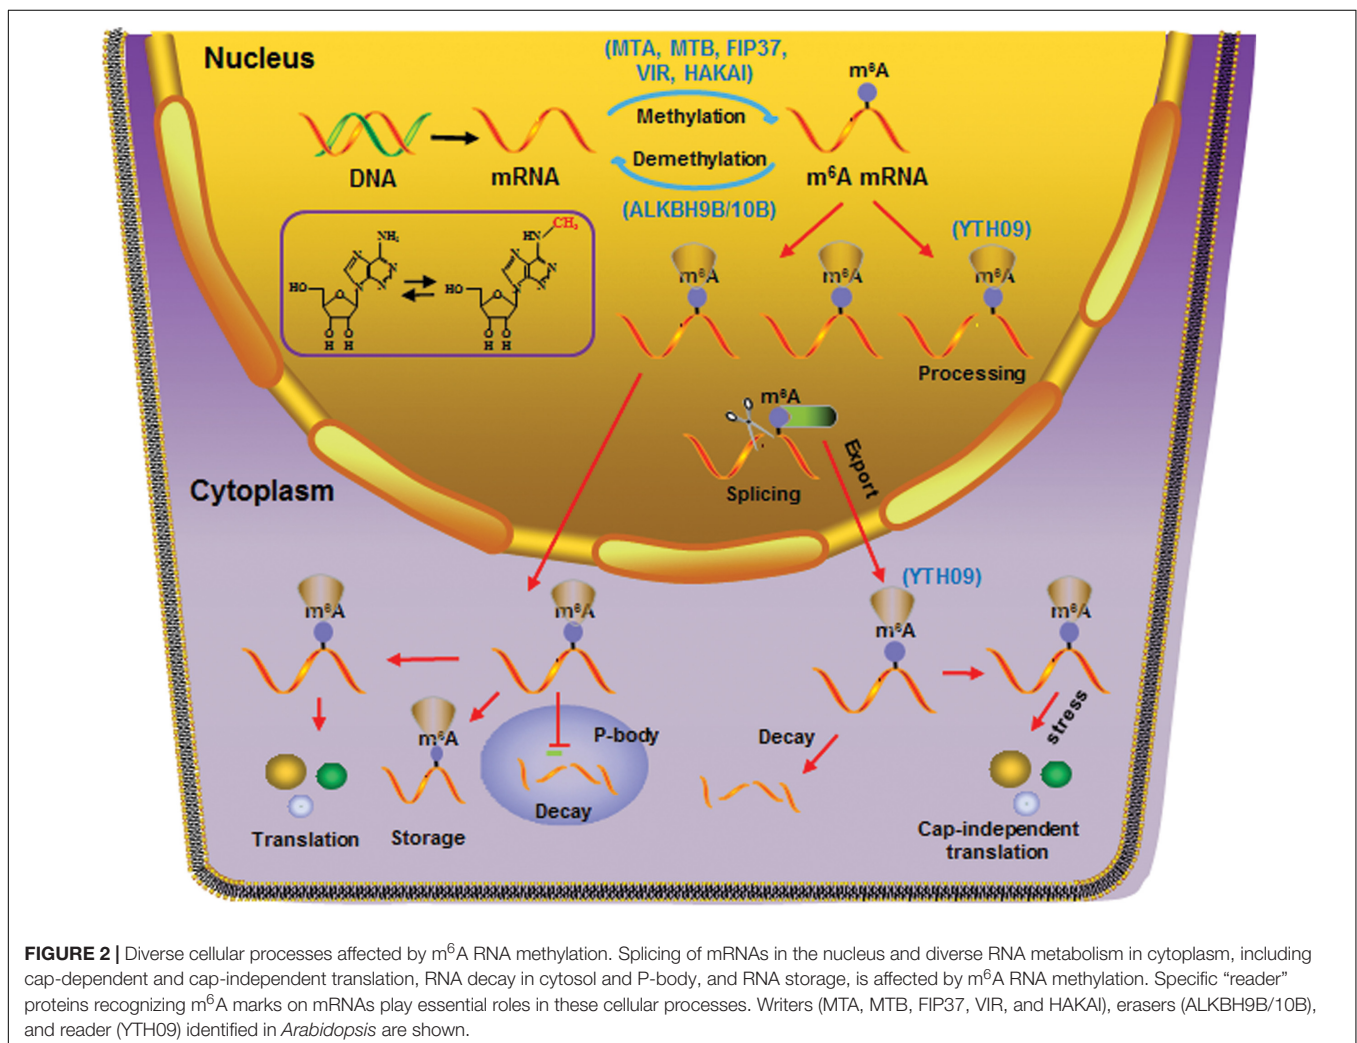 Nucleus
(MTA, MTB, FIP37,
VIR, HAKAI)
m⁶A
Methylation
Demethylation
DNA
mRNA
m⁶A mRNA
(ALKBH9B/10B)
(YTH09)
NH₂
HN
CH₃
N
N
N
N
N
N
N
N
HO
O
HO
O
O O
H H
O O
H H
m⁶A
m⁶A
m⁶A
Processing
m⁶A
Splicing
Export
Cytoplasm
(YTH09)
m⁶A
m⁶A
m⁶A
m⁶A
m⁶A
P-body
Decay
Decay
stress
Translation
Storage
Cap-independent
translation
FIGURE 2 | Diverse cellular processes affected by m⁶A RNA methylation. Splicing of mRNAs in the nucleus and diverse RNA metabolism in cytoplasm, including
cap-dependent and cap-independent translation, RNA decay in cytosol and P-body, and RNA storage, is affected by m⁶A RNA methylation. Specific “reader”
proteins recognizing m⁶A marks on mRNAs play essential roles in these cellular processes. Writers (MTA, MTB, FIP37, VIR, and HAKAI), erasers (ALKBH9B/10B),
and reader (YTH09) identified in Arabidopsis are shown.